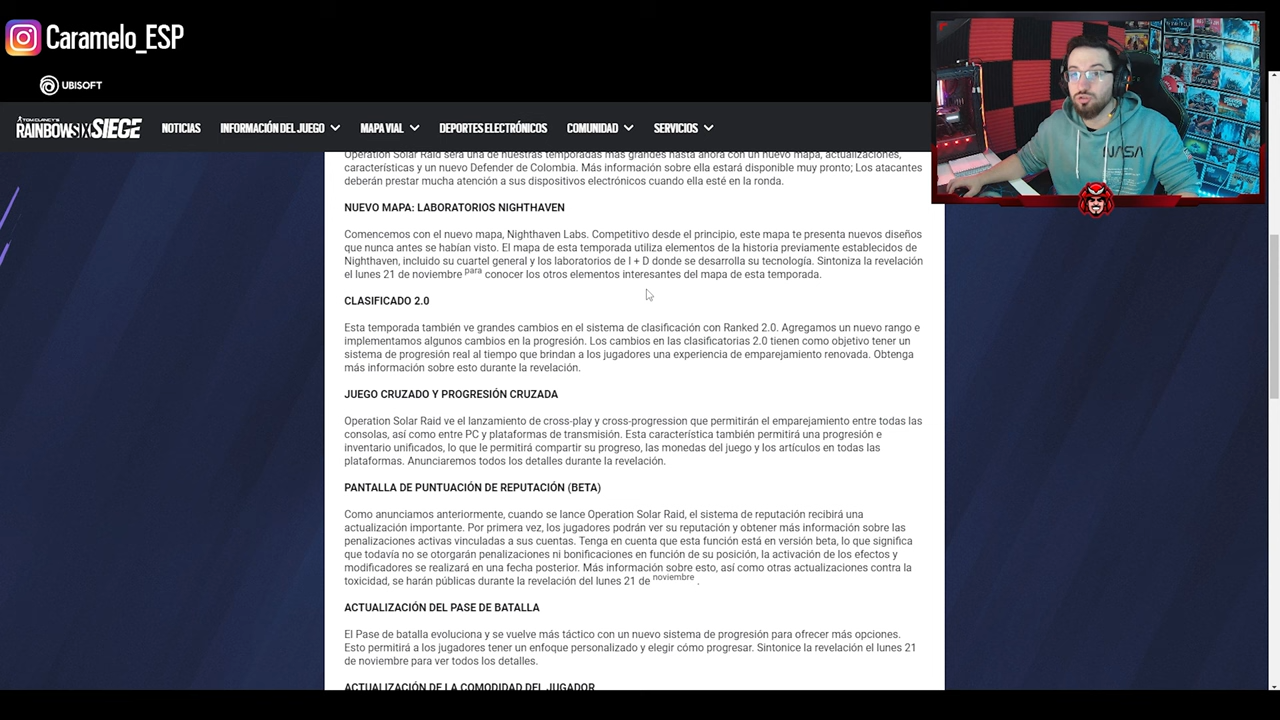 Caramelo_ESP
UBISOFT
TOM CLANCY'S
RAINBOWSIX SIEGE
NOTICIAS INFORMACIÓN DEL JUEGO MAPA VIAL DEPORTES ELECTRÓNICOS COMUNIDAD SERVICIOS
NASA
Operation Solar Raid será una de nuestras temporadas más grandes hasta ahora con un nuevo mapa, actualizaciones,
características y un nuevo Defender de Colombia. Más información sobre ella estará disponible muy pronto; Los atacantes
deberán prestar mucha atención a sus dispositivos electrónicos cuando ella esté en la ronda.
NUEVO MAPA: LABORATORIOS NIGHTHAVEN
Comencemos con el nuevo mapa, Nighthaven Labs. Competitivo desde el principio, este mapa te presenta nuevos diseños
que nunca antes se habían visto. El mapa de esta temporada utiliza elementos de la historia previamente establecidos de
Nighthaven, incluido su cuartel general y los laboratorios de I + D donde se desarrolla su tecnología. Sintoniza la revelación
el lunes 21 de noviembre para conocer los otros elementos interesantes del mapa de esta temporada.
CLASIFICADO 2.0
Esta temporada también ve grandes cambios en el sistema de clasificación con Ranked 2.0. Agregamos un nuevo rango e
implementamos algunos cambios en la progresión. Los cambios en las clasificatorias 2.0 tienen como objetivo tener un
sistema de progresión real al tiempo que brindan a los jugadores una experiencia de emparejamiento renovada. Obtenga
más información sobre esto durante la revelación.
JUEGO CRUZADO Y PROGRESIÓN CRUZADA
Operation Solar Raid ve el lanzamiento de cross-play y cross-progression que permitirán el emparejamiento entre todas las
consolas, así como entre PC y plataformas de transmisión. Esta característica también permitirá una progresión e
inventario unificados, lo que le permitirá compartir su progreso, las monedas del juego y los artículos en todas las
plataformas. Anunciaremos todos los detalles durante la revelación.
PANTALLA DE PUNTUACIÓN DE REPUTACIÓN (BETA)
Como anunciamos anteriormente, cuando se lance Operation Solar Raid, el sistema de reputación recibirá una
actualización importante. Por primera vez, los jugadores podrán ver su reputación y obtener más información sobre las
penalizaciones activas vinculadas a sus cuentas. Tenga en cuenta que esta función está en versión beta, lo que significa
que todavía no se otorgarán penalizaciones ni bonificaciones en función de su posición, la activación de los efectos y
modificadores se realizará en una fecha posterior. Más información sobre esto, así como otras actualizaciones contra la
toxicidad, se harán públicas durante la revelación del lunes 21 de noviembre .
ACTUALIZACIÓN DEL PASE DE BATALLA
El Pase de batalla evoluciona y se vuelve más táctico con un nuevo sistema de progresión para ofrecer más opciones.
Esto permitirá a los jugadores tener un enfoque personalizado y elegir cómo progresar. Sintonice la revelación el lunes 21
de noviembre para ver todos los detalles.
ACTUALIZACIÓN DE LA COMODIDAD DEL JUGADOR